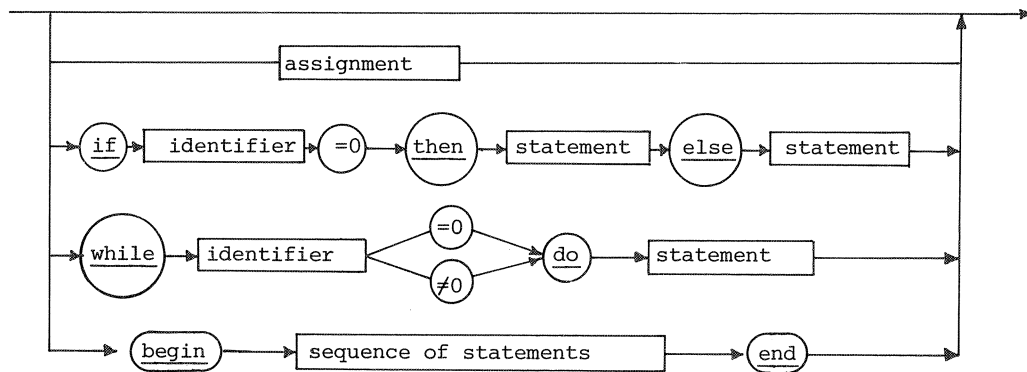 assignment
if identifier =0 then statement else statement
=0
while identifier do statement
≠0
begin sequence of statements end